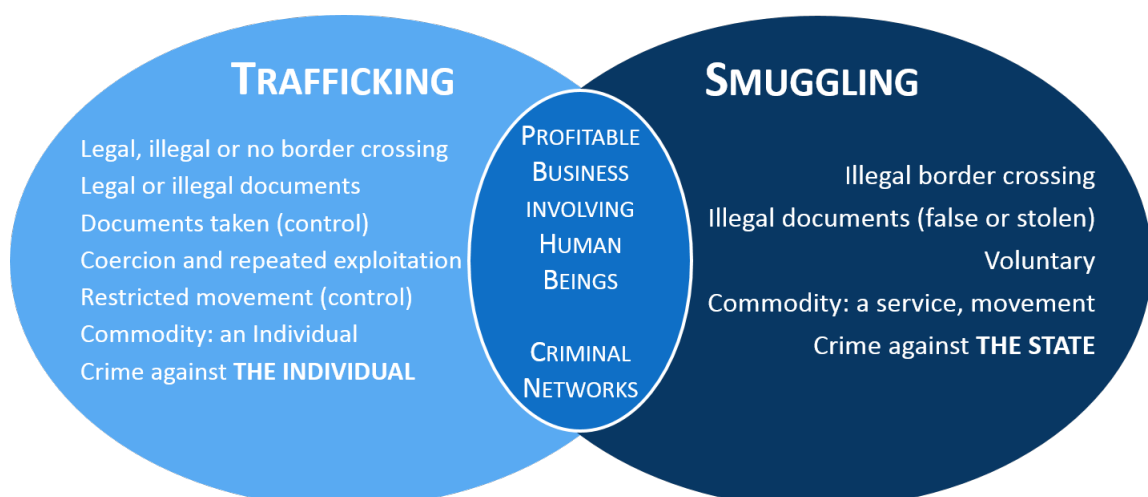 TRAFFICKING
Legal, illegal or no border crossing
Legal or illegal documents
Documents taken (control)
Coercion and repeated exploitation
Restricted movement (control)
Commodity: an Individual
Crime against THE INDIVIDUAL
PROFITABLE
BUSINESS
INVOLVING
HUMAN
BEINGS
CRIMINAL
NETWORKS
SMUGGLING
Illegal border crossing
Illegal documents (false or stolen)
Voluntary
Commodity: a service, movement
Crime against THE STATE